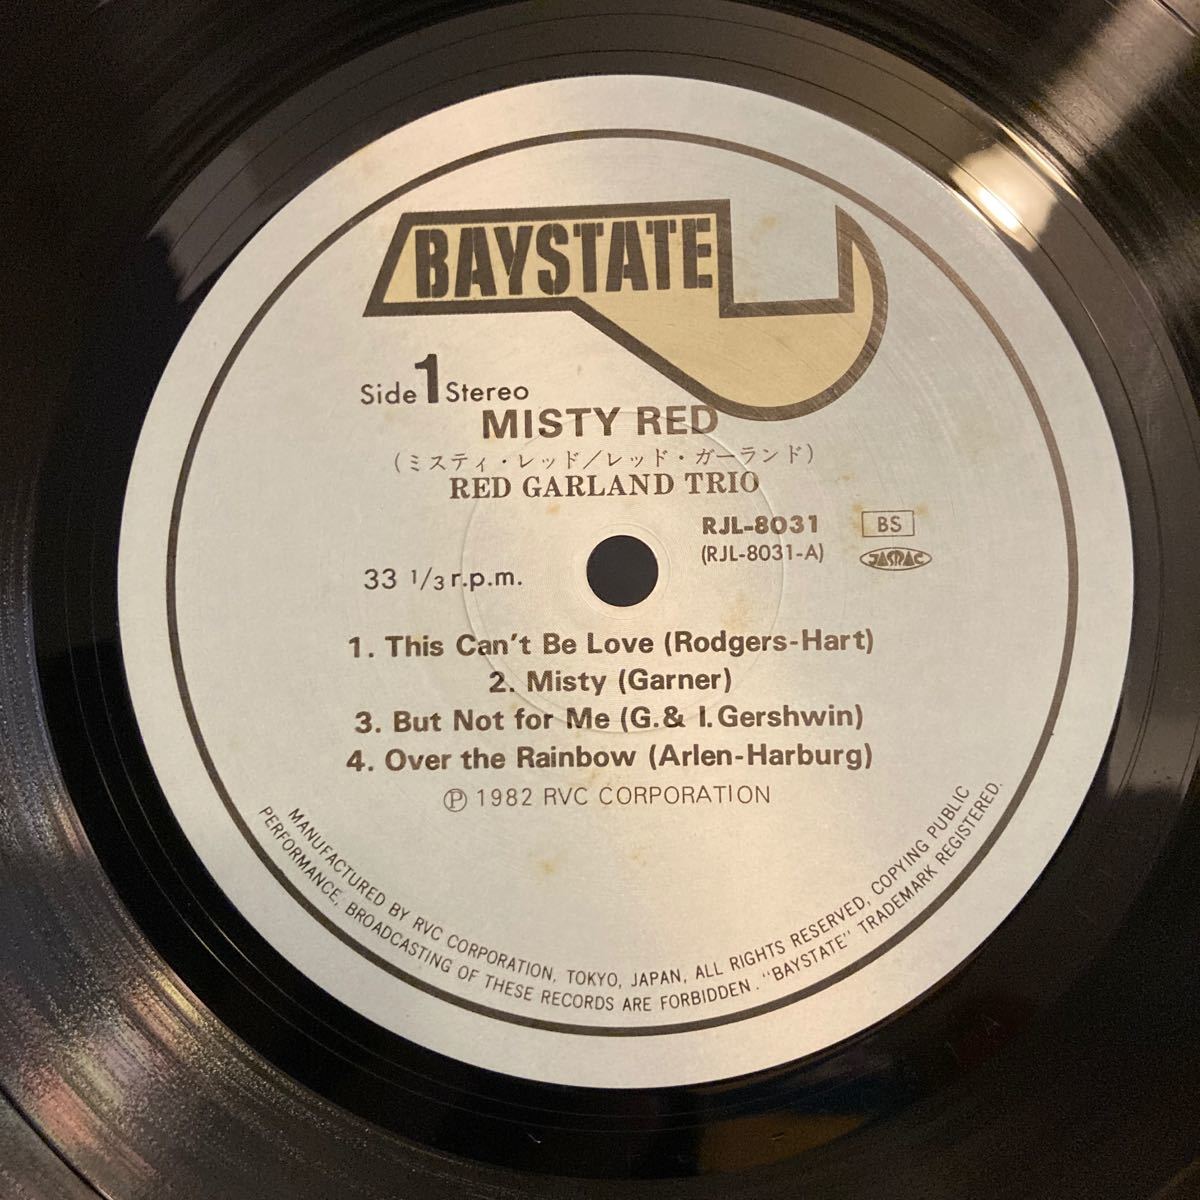 BAYSTATE
Side 1 Stereo
MISTY RED
(ミスティ・レッド/レッド・ガーランド)
RED GARLAND TRIO
RJL-8031 BS
(RJL-8031-A) JASRAC
33 1/3 r.p.m.
1. This Can't Be Love (Rodgers-Hart)
2. Misty (Garner)
3. But Not for Me (G. & I. Gershwin)
4. Over the Rainbow (Arlen-Harburg)
Ⓟ 1982 RVC CORPORATION
MANUFACTURED BY RVC CORPORATION, TOKYO, JAPAN, ALL RIGHTS RESERVED, COPYING PUBLIC
PERFORMANCE, BROADCASTING OF THESE RECORDS ARE FORBIDDEN. "BAYSTATE" TRADEMARK REGISTERED.